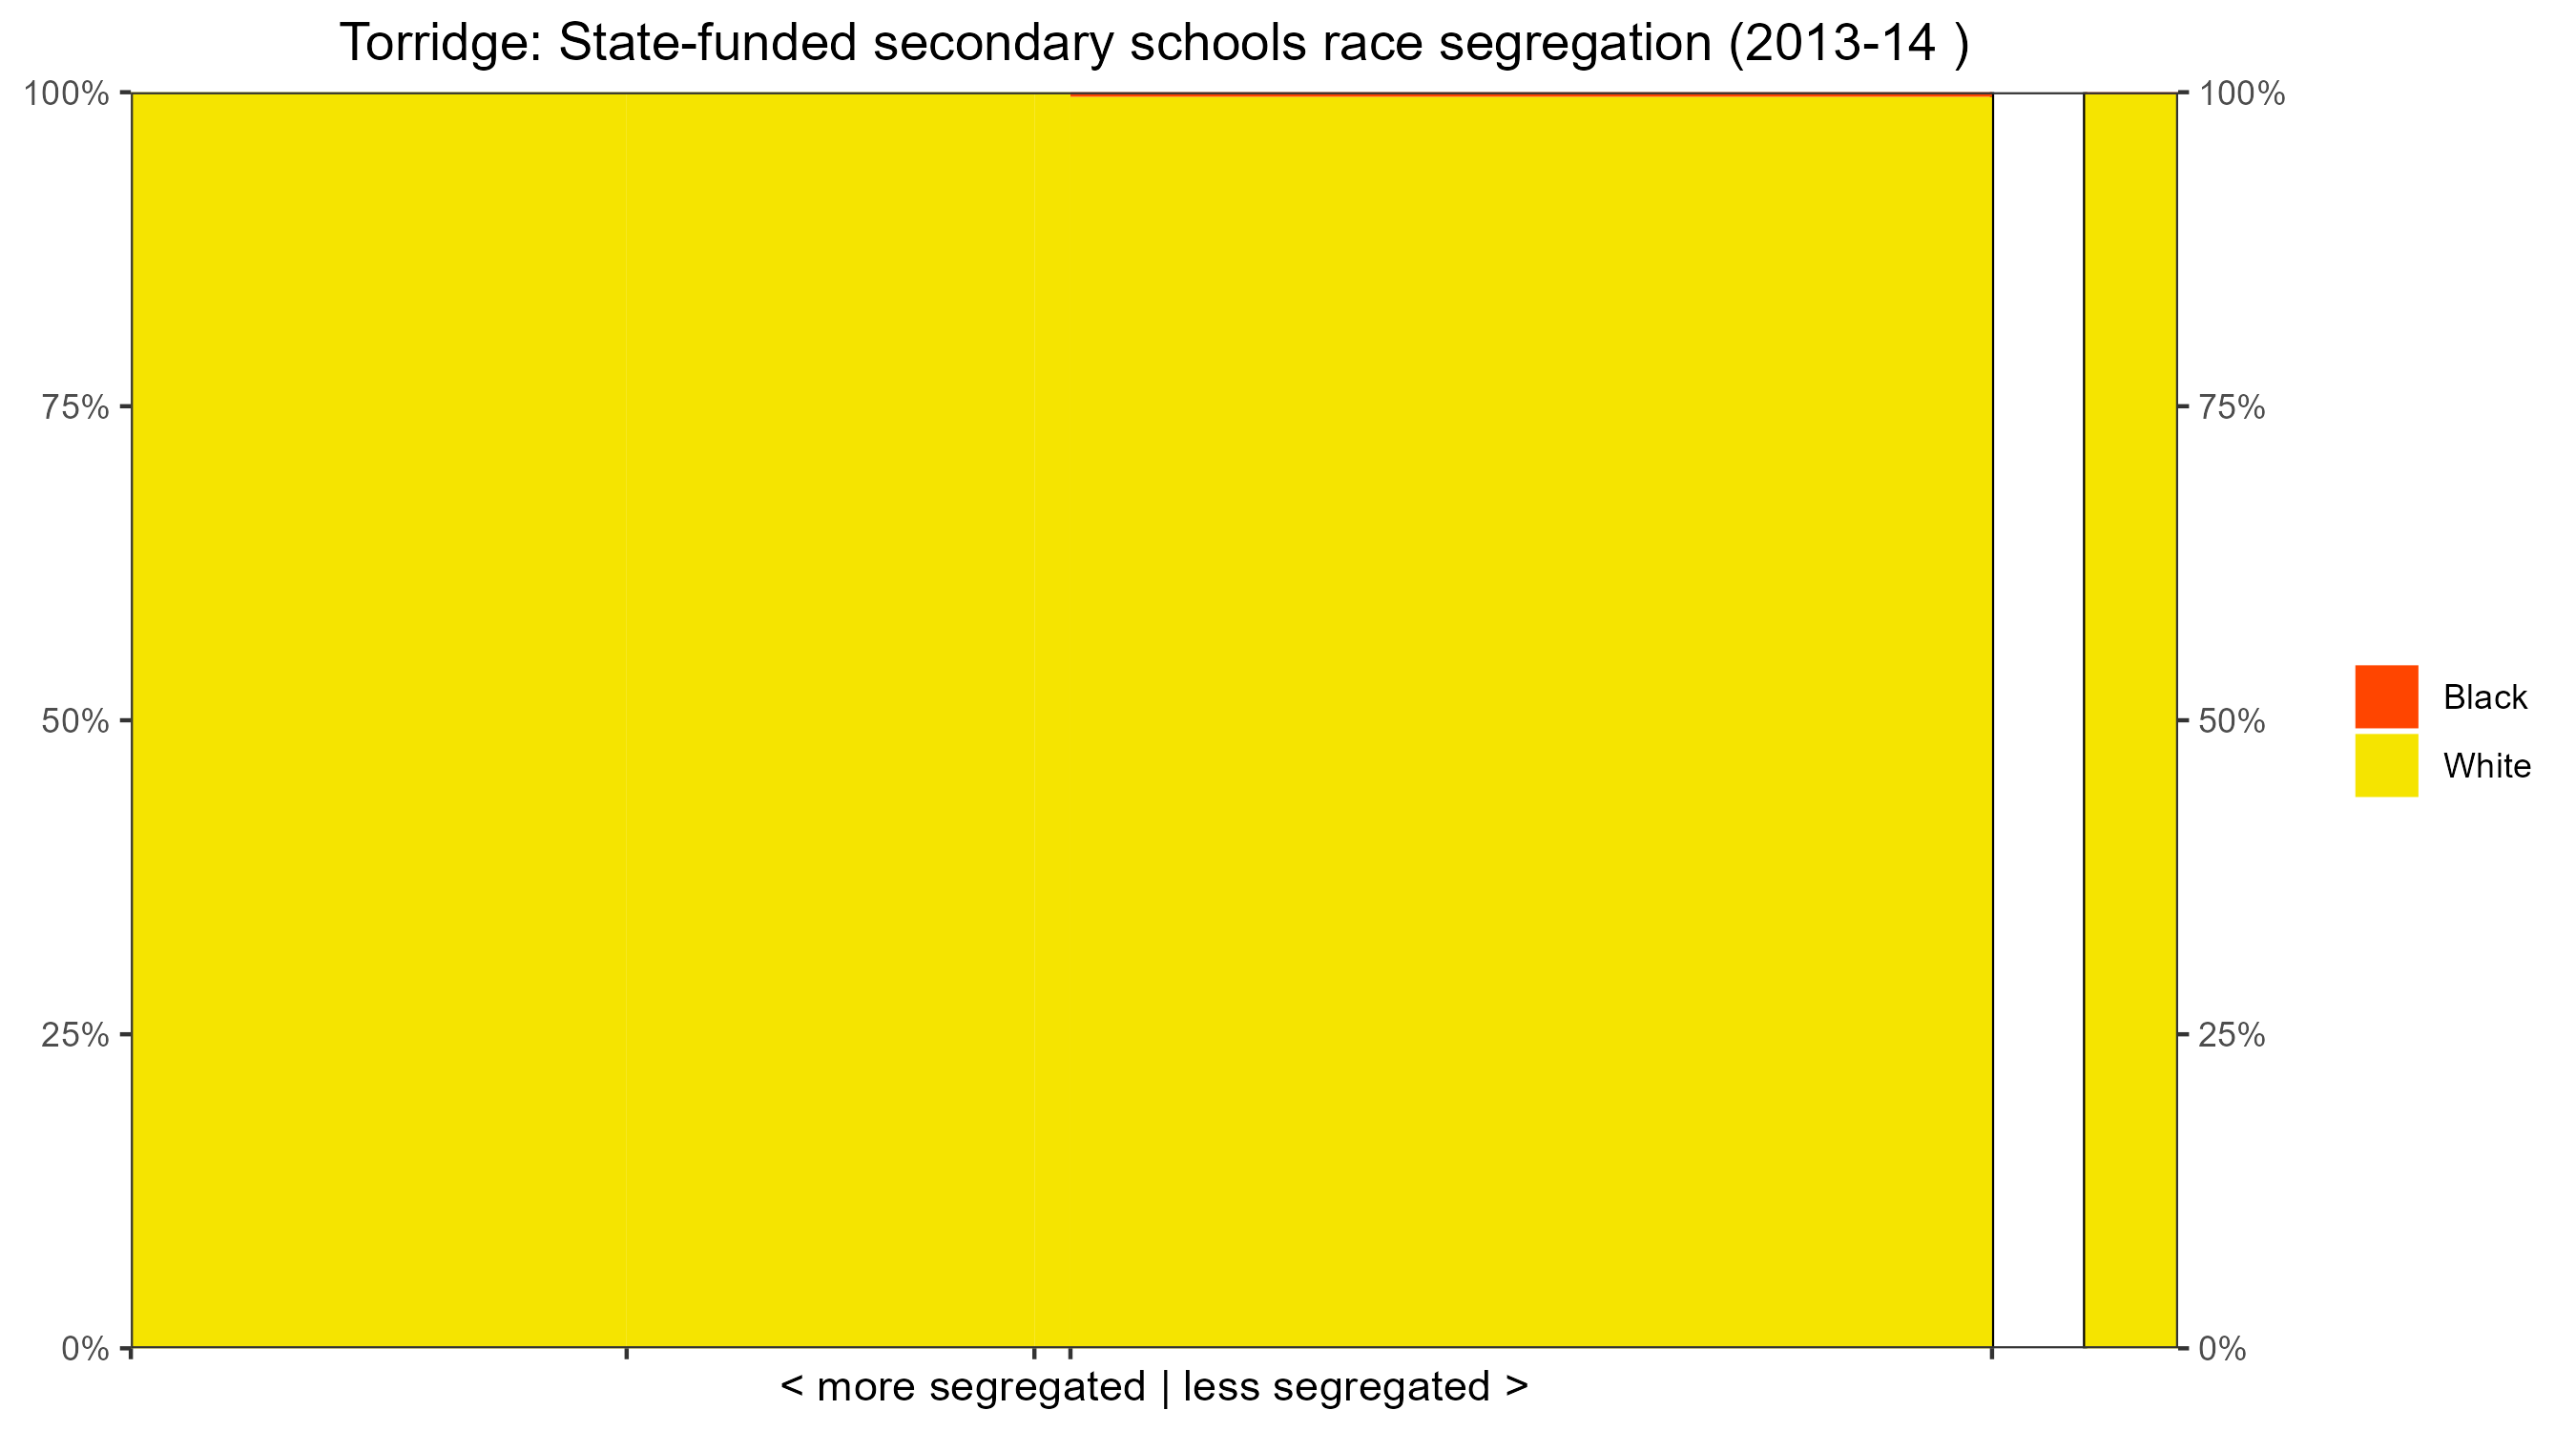 Torridge: State-funded secondary schools race segregation (2013-14 )
100%
75%
50%
25%
0%
100%
75%
50%
25%
0%
< more segregated | less segregated >
Black
White